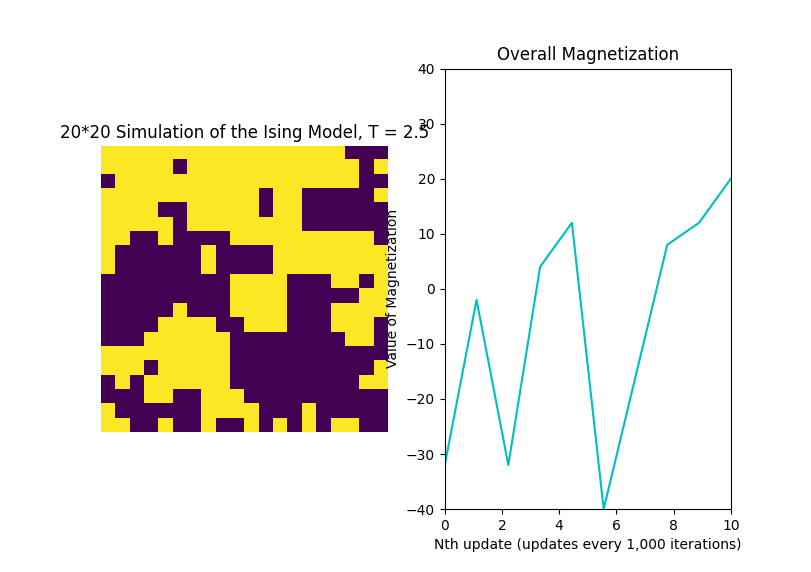 20*20 Simulation of the Ising Model, T = 2.5
Overall Magnetization
Value of Magnetization
40
30
20
10
0
−10
−20
−30
−40
0 2 4 6 8 10
Nth update (updates every 1,000 iterations)